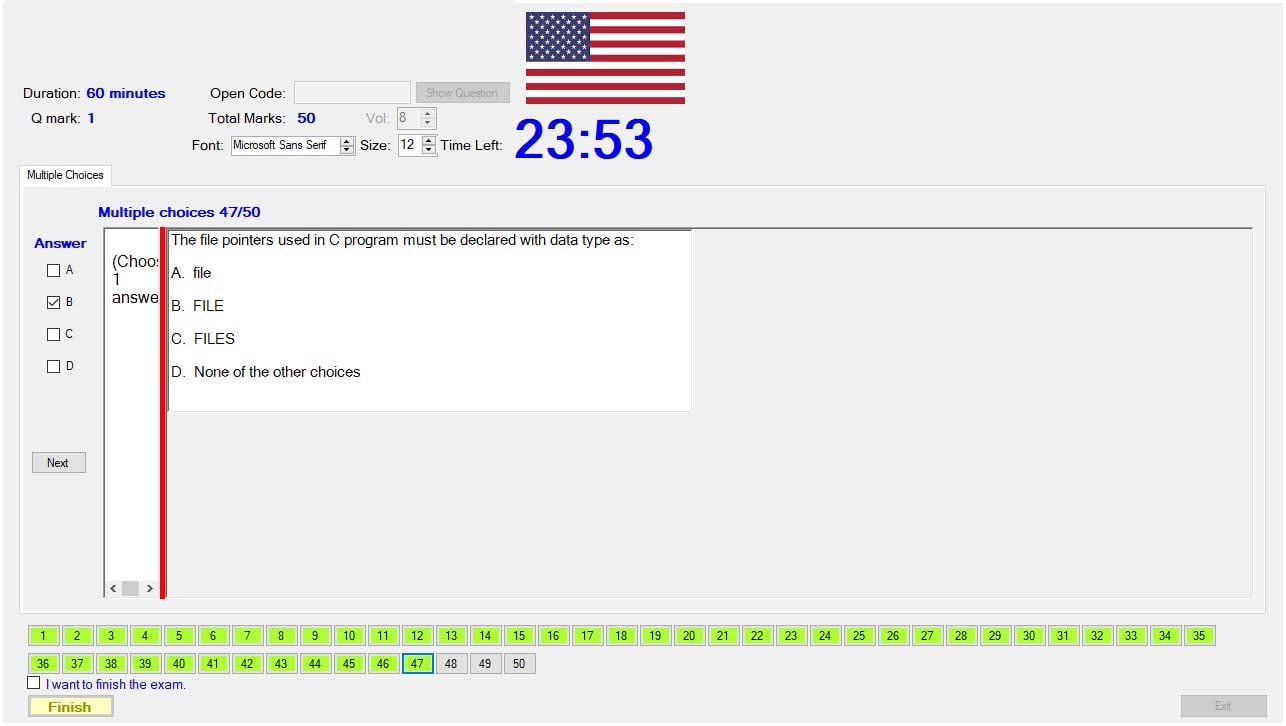 Duration: 60 minutes Open Code: Show Question
Q mark: 1 Total Marks: 50 Vol: 8
Font: Microsoft Sans Serif Size: 12 Time Left: 23:53
Multiple Choices
Multiple choices 47/50
Answer
A
B
C
D
Next
(Choos
1
answe
The file pointers used in C program must be declared with data type as:
A. file
B. FILE
C. FILES
D. None of the other choices
1 2 3 4 5 6 7 8 9 10 11 12 13 14 15 16 17 18 19 20 21 22 23 24 25 26 27 28 29 30 31 32 33 34 35
36 37 38 39 40 41 42 43 44 45 46 47 48 49 50
I want to finish the exam.
Finish Exit